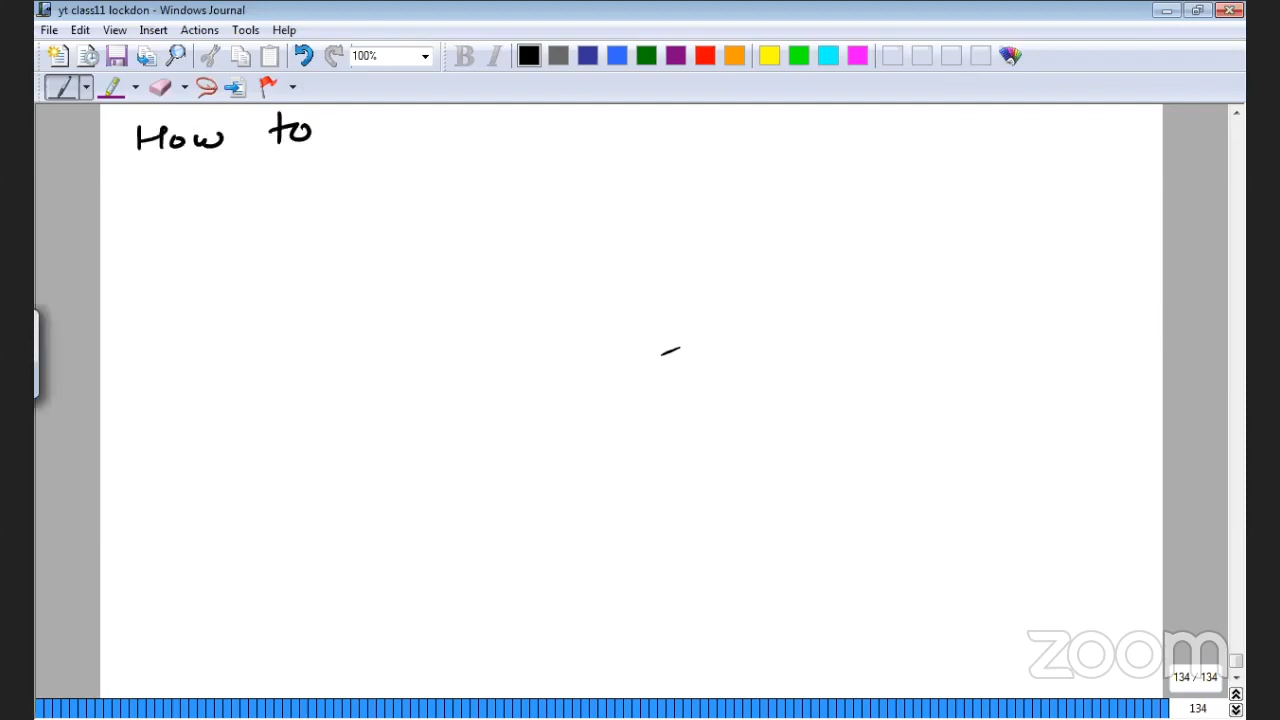 yt class11 lockdon - Windows Journal
File Edit View Insert Actions Tools Help
100% B I
How to
zoom
134 / 134
134